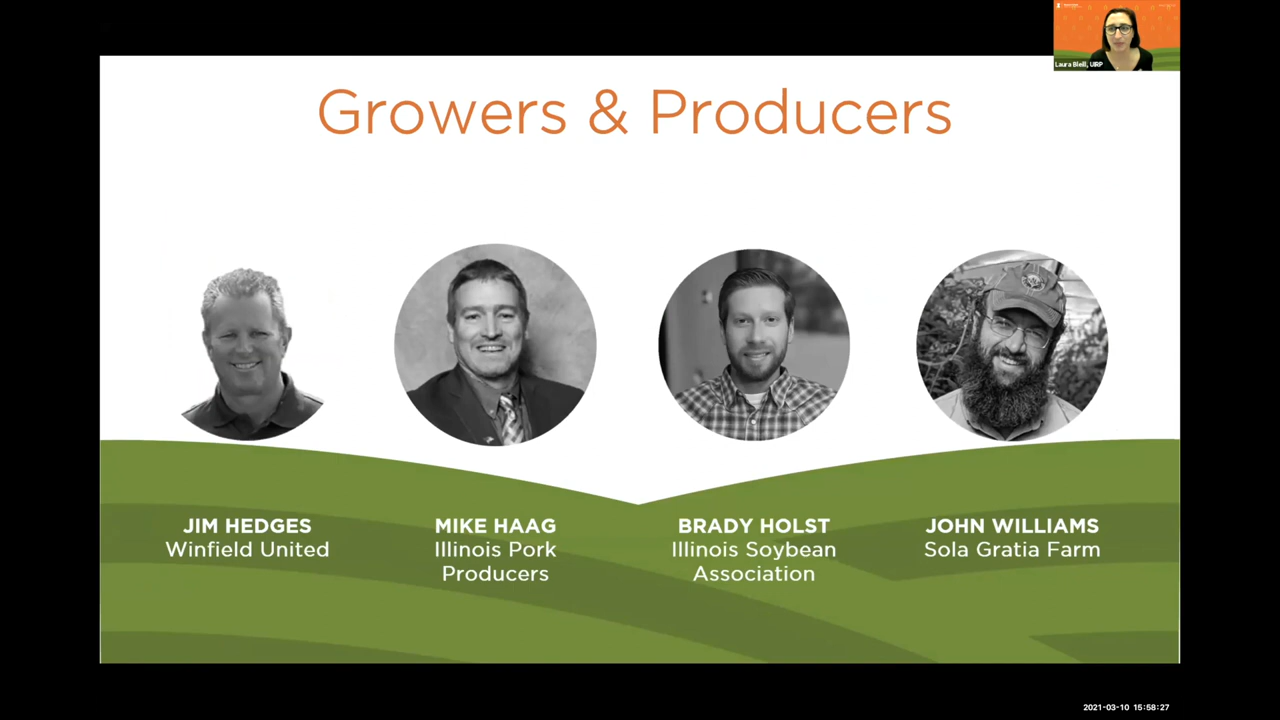 Laura Bleill, UIRP
Growers & Producers
JIM HEDGES
Winfield United
MIKE HAAG
Illinois Pork
Producers
BRADY HOLST
Illinois Soybean
Association
JOHN WILLIAMS
Sola Gratia Farm
2021-03-10 15:58:27